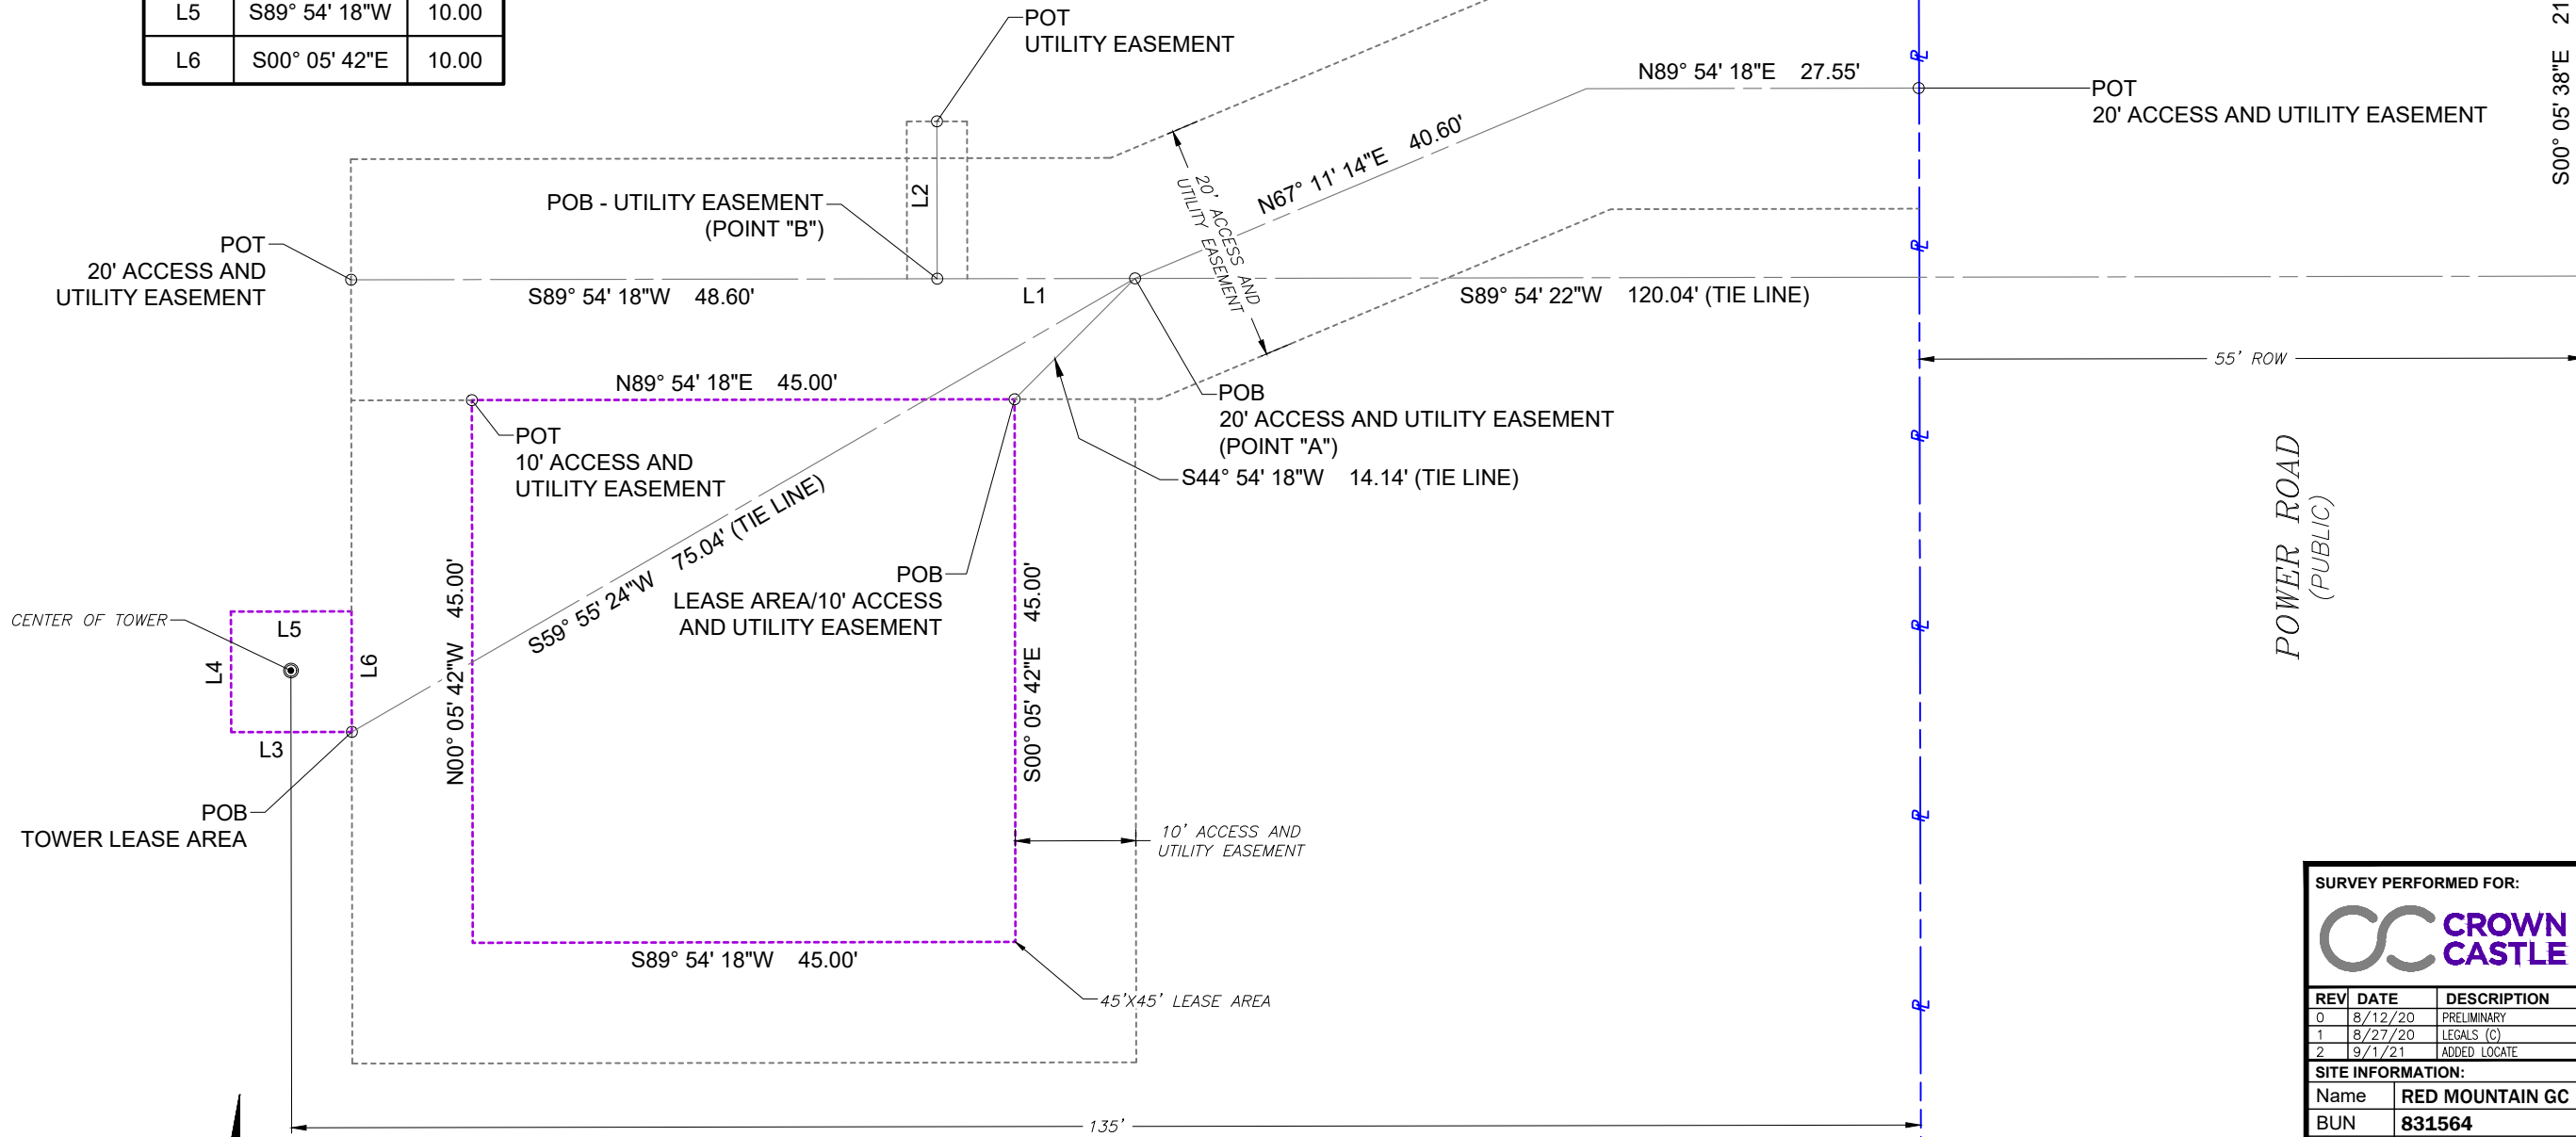 L5 S89° 54' 18"W 10.00
L6 S00° 05' 42"E 10.00
POT
UTILITY EASEMENT
N89° 54' 18"E 27.55'
POT
20' ACCESS AND UTILITY EASEMENT
S00° 05' 38"E 21
N67° 11' 14"E 40.60'
20' ACCESS AND
UTILITY EASEMENT
L2
POB - UTILITY EASEMENT
(POINT "B")
POT
20' ACCESS AND
UTILITY EASEMENT
S89° 54' 18"W 48.60'
L1
S89° 54' 22"W 120.04' (TIE LINE)
55' ROW
N89° 54' 18"E 45.00'
POB
20' ACCESS AND UTILITY EASEMENT
(POINT "A")
S44° 54' 18"W 14.14' (TIE LINE)
POT
10' ACCESS AND
UTILITY EASEMENT
S59° 55' 24"W 75.04' (TIE LINE)
POB
LEASE AREA/10' ACCESS
AND UTILITY EASEMENT
N00° 05' 42"W 45.00'
S00° 05' 42"E 45.00'
POWER ROAD
(PUBLIC)
CENTER OF TOWER
L5
L4
L6
L3
POB
TOWER LEASE AREA
10' ACCESS AND
UTILITY EASEMENT
S89° 54' 18"W 45.00'
45'X45' LEASE AREA
135'
PL
PL
PL
PL
PL
PL
SURVEY PERFORMED FOR:
CROWN
CASTLE
REV DATE DESCRIPTION
0 8/12/20 PRELIMINARY
1 8/27/20 LEGALS (C)
2 9/1/21 ADDED LOCATE
SITE INFORMATION:
Name RED MOUNTAIN GC
BUN 831564